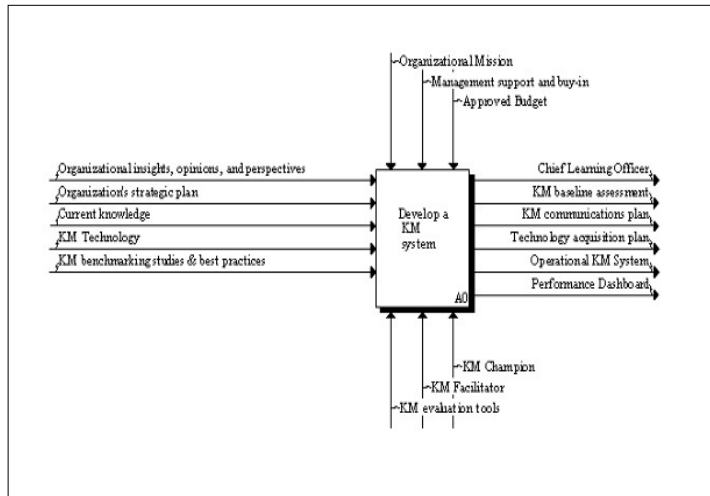 Organizational Mission
Management support and buy-in
Approved Budget
Organizational insights, opinions, and perspectives
Organization's strategic plan
Current knowledge
KM Technology
KM benchmarking studies & best practices
Develop a
KM
system
A0
Chief Learning Officer
KM baseline assessment
KM communications plan
Technology acquisition plan
Operational KM System
Performance Dashboard
KM Champion
KM Facilitator
KM evaluation tools